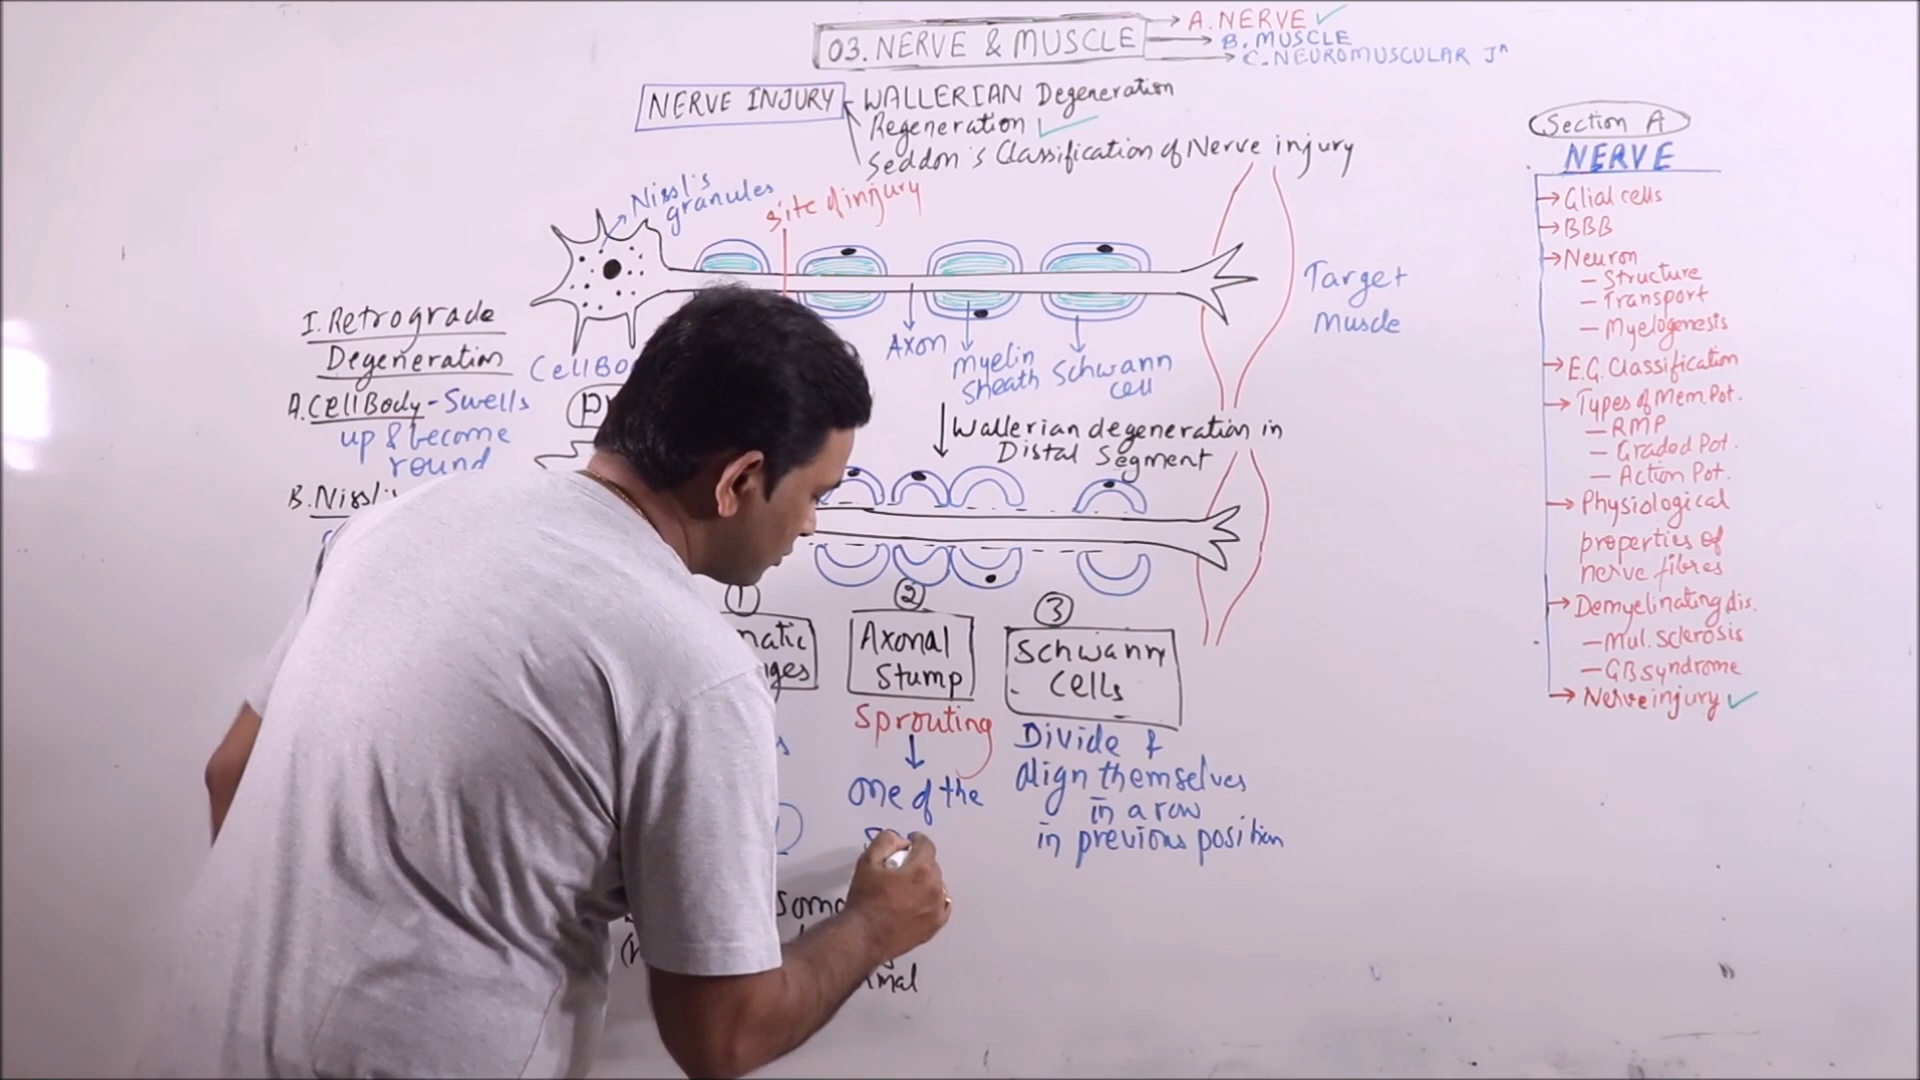 03. NERVE & MUSCLE
A. NERVE ✓
B. MUSCLE
C. NEUROMUSCULAR Jⁿ
NERVE INJURY
WALLERIAN Degeneration
Regeneration ✓
Seddon's Classification of Nerve injury
Nissl's
granules
site of injury
Target
Muscle
Axon
Myelin
Sheath
Schwann
cell
Cell Bo
I. Retrograde
Degeneration
A. Cell Body - Swells
up & become
round
B. Nissl's
Wallerian degeneration in
Distal Segment
1
matic
ges
2
Axonal
Stump
Sprouting
One of the
3
Schwann
Cells
Divide &
align themselves
in a row
in previous position
Section A
NERVE
Glial cells
BBB
Neuron
- Structure
- Transport
- Myelogenesis
E.G. Classification
Types of Mem. Pot.
- RMP
- Graded Pot.
- Action Pot.
Physiological
properties of
nerve fibres
Demyelinating dis.
- Mul. Sclerosis
- GB Syndrome
Nerve injury ✓